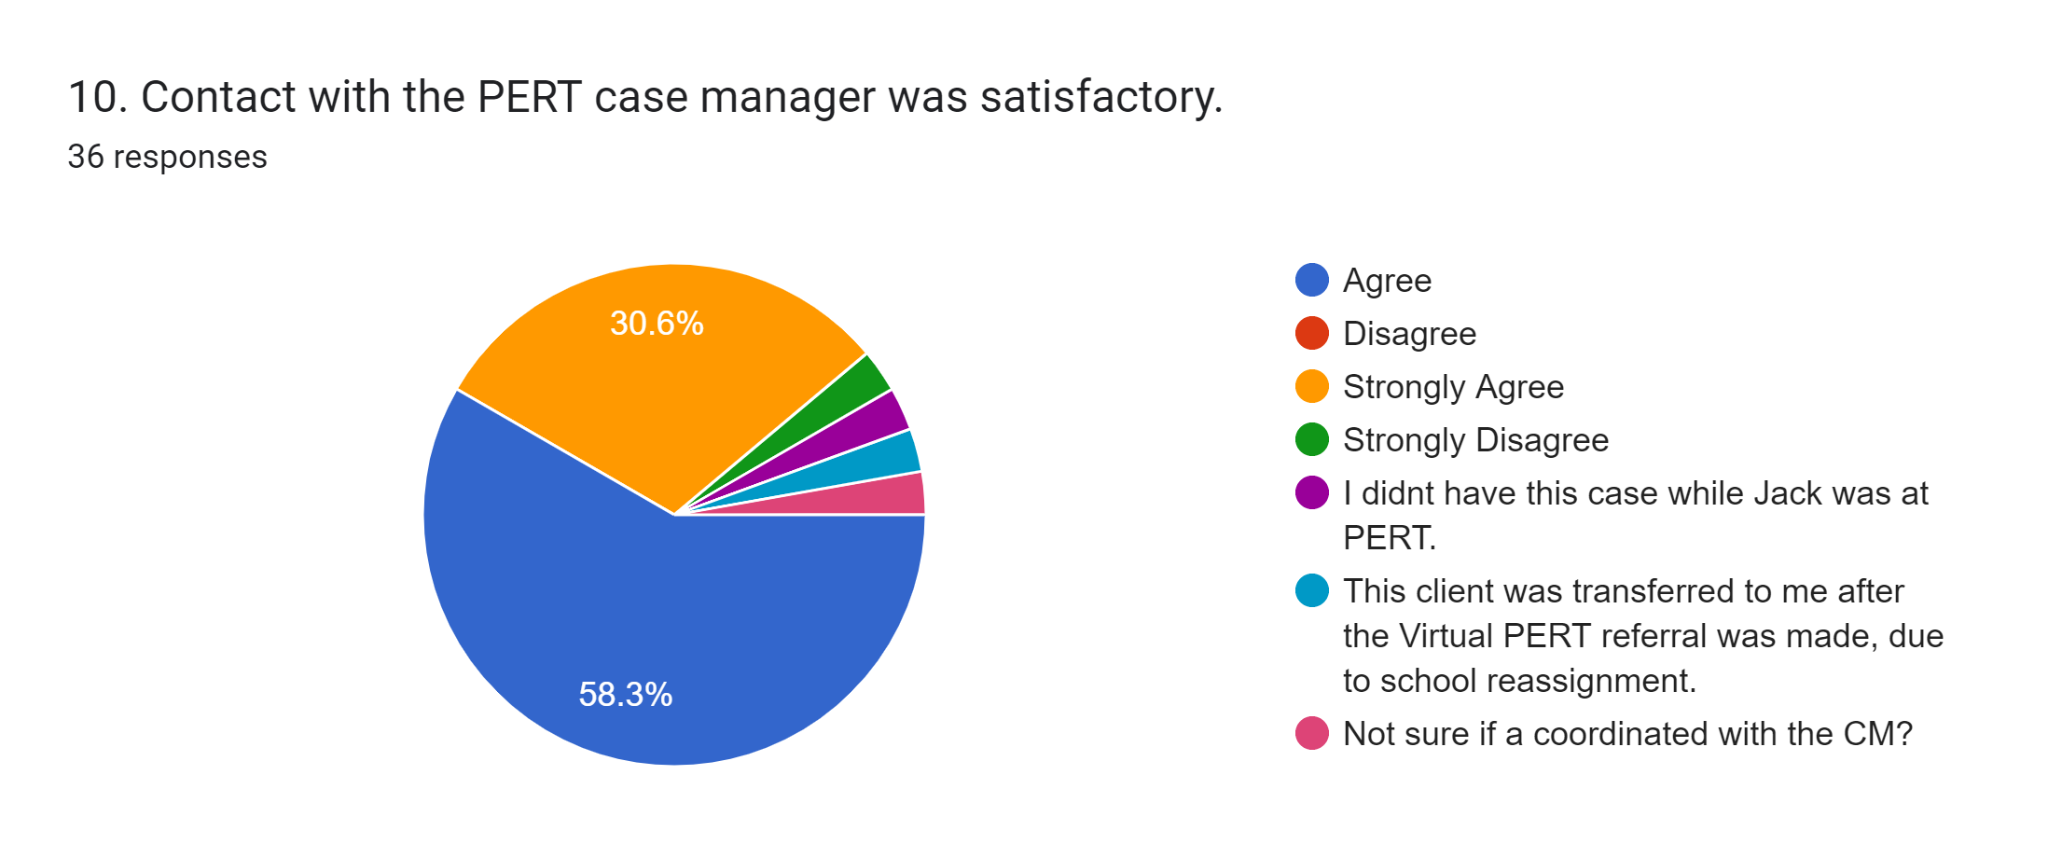 10. Contact with the PERT case manager was satisfactory.
36 responses
30.6%
58.3%
Agree
Disagree
Strongly Agree
Strongly Disagree
I didnt have this case while Jack was at
PERT.
This client was transferred to me after
the Virtual PERT referral was made, due
to school reassignment.
Not sure if a coordinated with the CM?